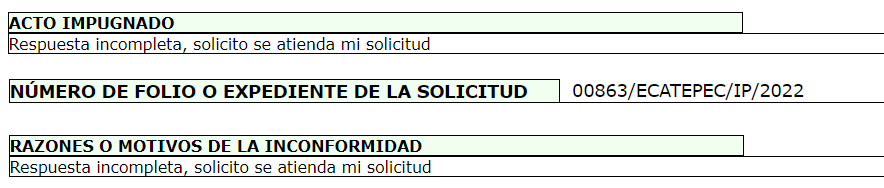 ACTO IMPUGNADO
Respuesta incompleta, solicito se atienda mi solicitud
NÚMERO DE FOLIO O EXPEDIENTE DE LA SOLICITUD 00863/ECATEPEC/IP/2022
RAZONES O MOTIVOS DE LA INCONFORMIDAD
Respuesta incompleta, solicito se atienda mi solicitud